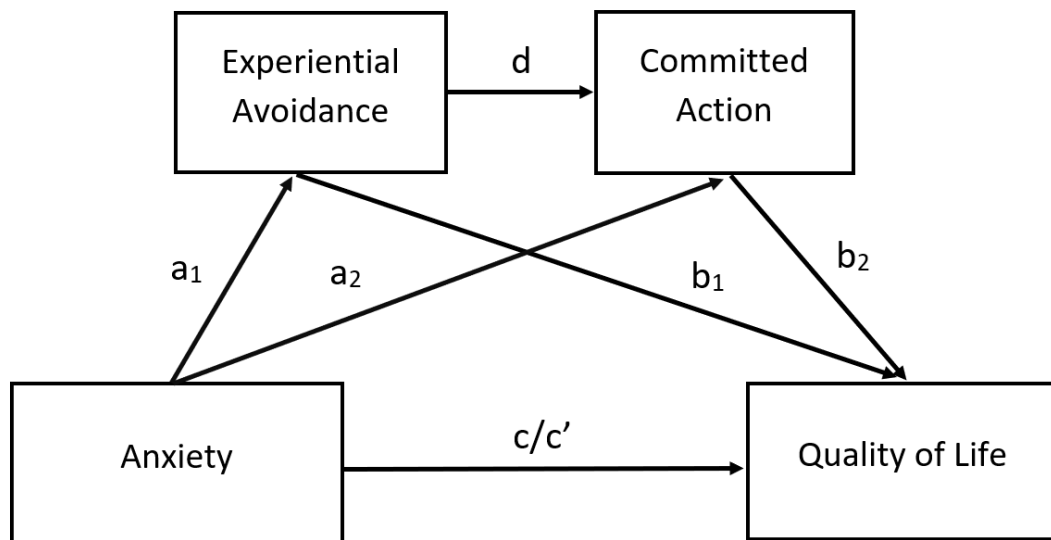 Experiential
Avoidance
d
Committed
Action
a₁
a₂
b₁
b₂
Anxiety
c/c’
Quality of Life